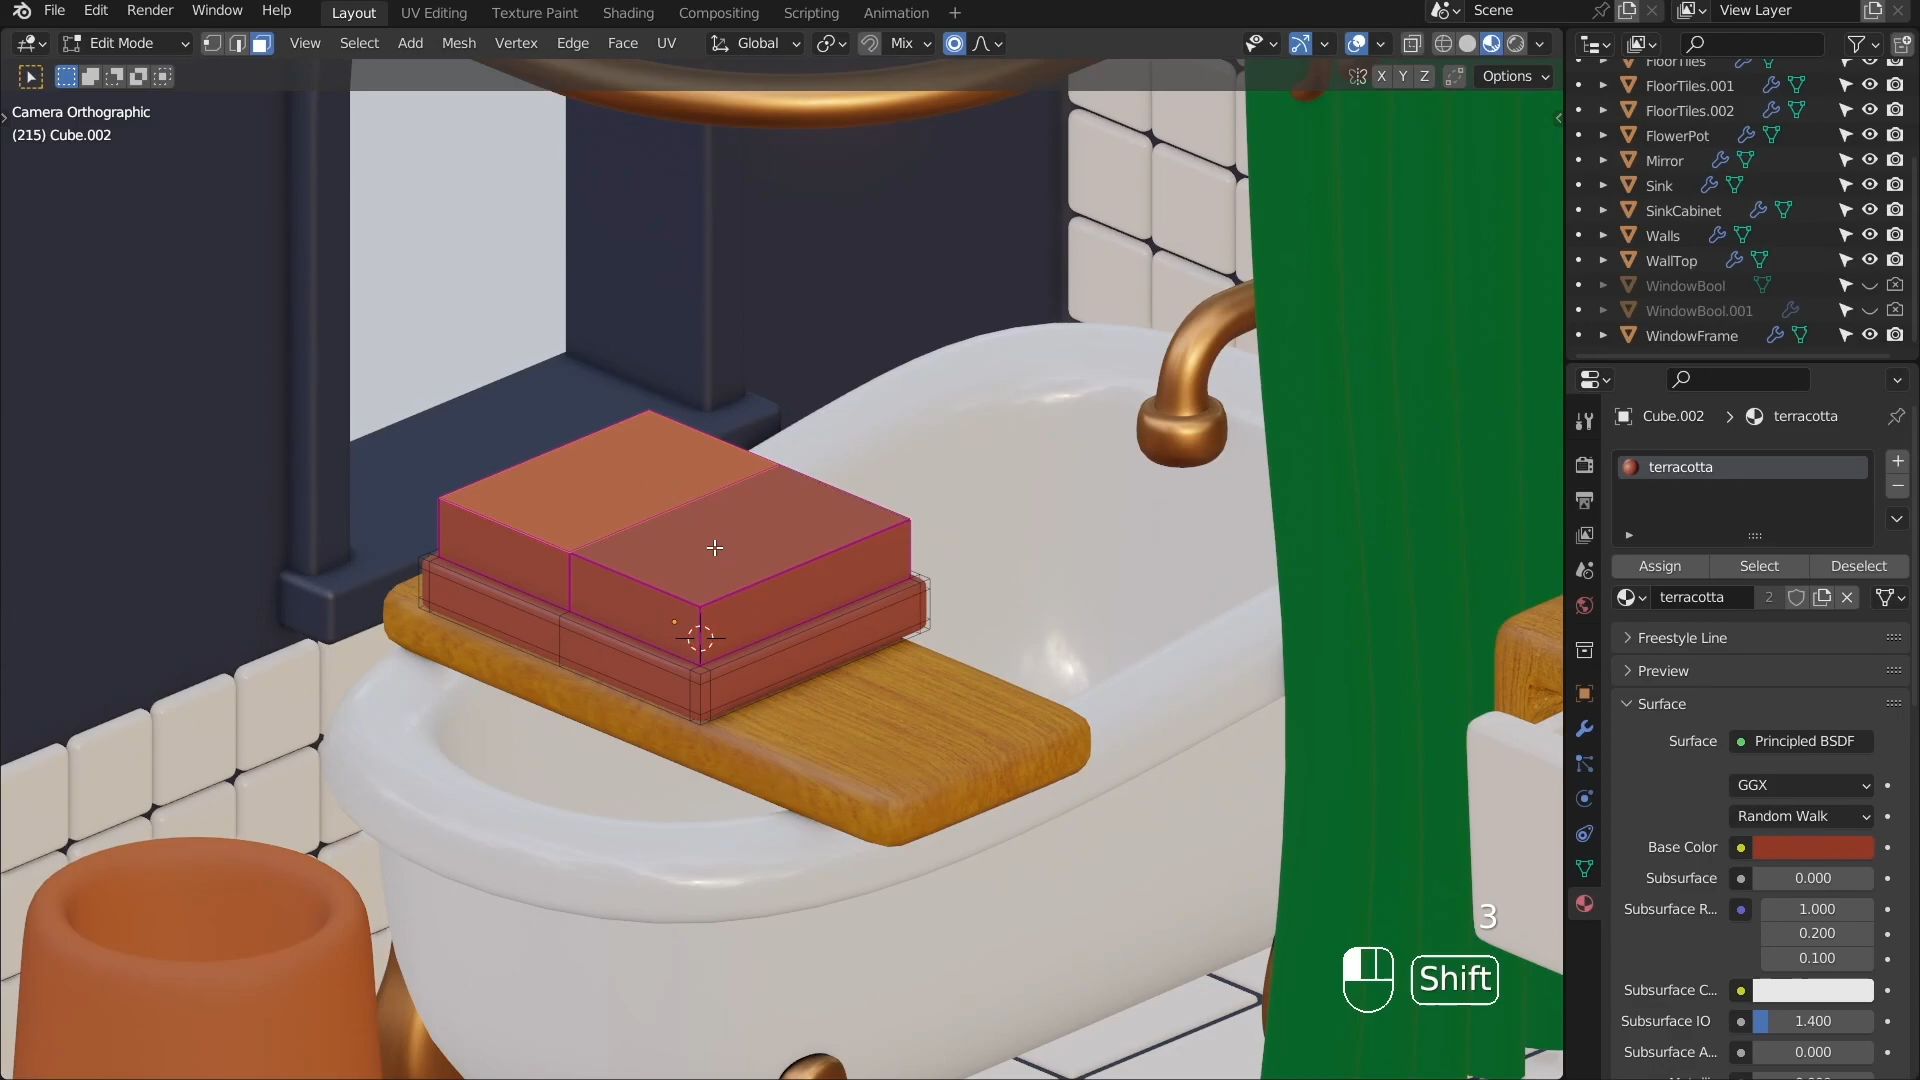 File Edit Render Window Help Layout UV Editing Texture Paint Shading Compositing Scripting Animation + Scene View Layer
Edit Mode View Select Add Mesh Vertex Edge Face UV Global Mix
X Y Z Options
Camera Orthographic
(215) Cube.002
FloorTiles
FloorTiles.001
FloorTiles.002
FlowerPot
Mirror
Sink
SinkCabinet
Walls
WallTop
WindowBool
WindowBool.001
WindowFrame
Cube.002 > terracotta
terracotta
Assign Select Deselect
terracotta 2
Freestyle Line
Preview
Surface
Surface Principled BSDF
GGX
Random Walk
Base Color
Subsurface 0.000
Subsurface R... 1.000
0.200
0.100
Subsurface C...
Subsurface IO 1.400
Subsurface A... 0.000
3
Shift